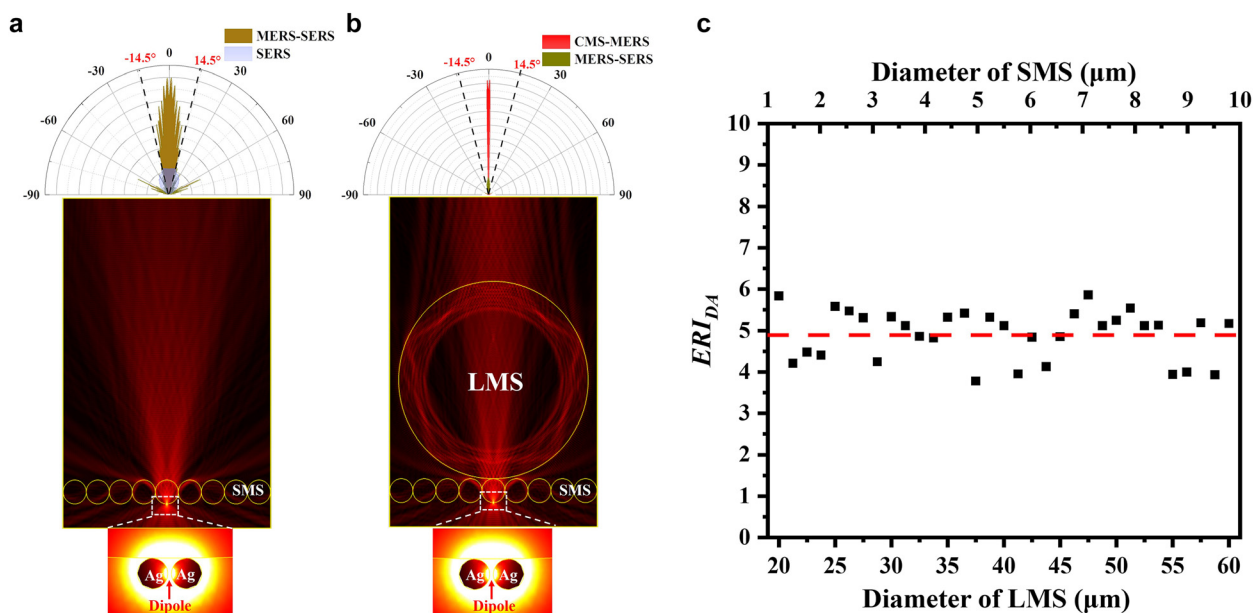 a
MERS-SERS
SERS
-14.5° 0 14.5°
-30 30
-60 60
-90 90
SMS
Ag Ag
Dipole
b
CMS-MERS
MERS-SERS
-14.5° 0 14.5°
-30 30
-60 60
-90 90
LMS
SMS
Ag Ag
Dipole
c
Diameter of SMS (μm)
1 2 3 4 5 6 7 8 9 10
10
9
8
7
6
5
4
3
2
1
0
ERI_DA
20 25 30 35 40 45 50 55 60
Diameter of LMS (μm)